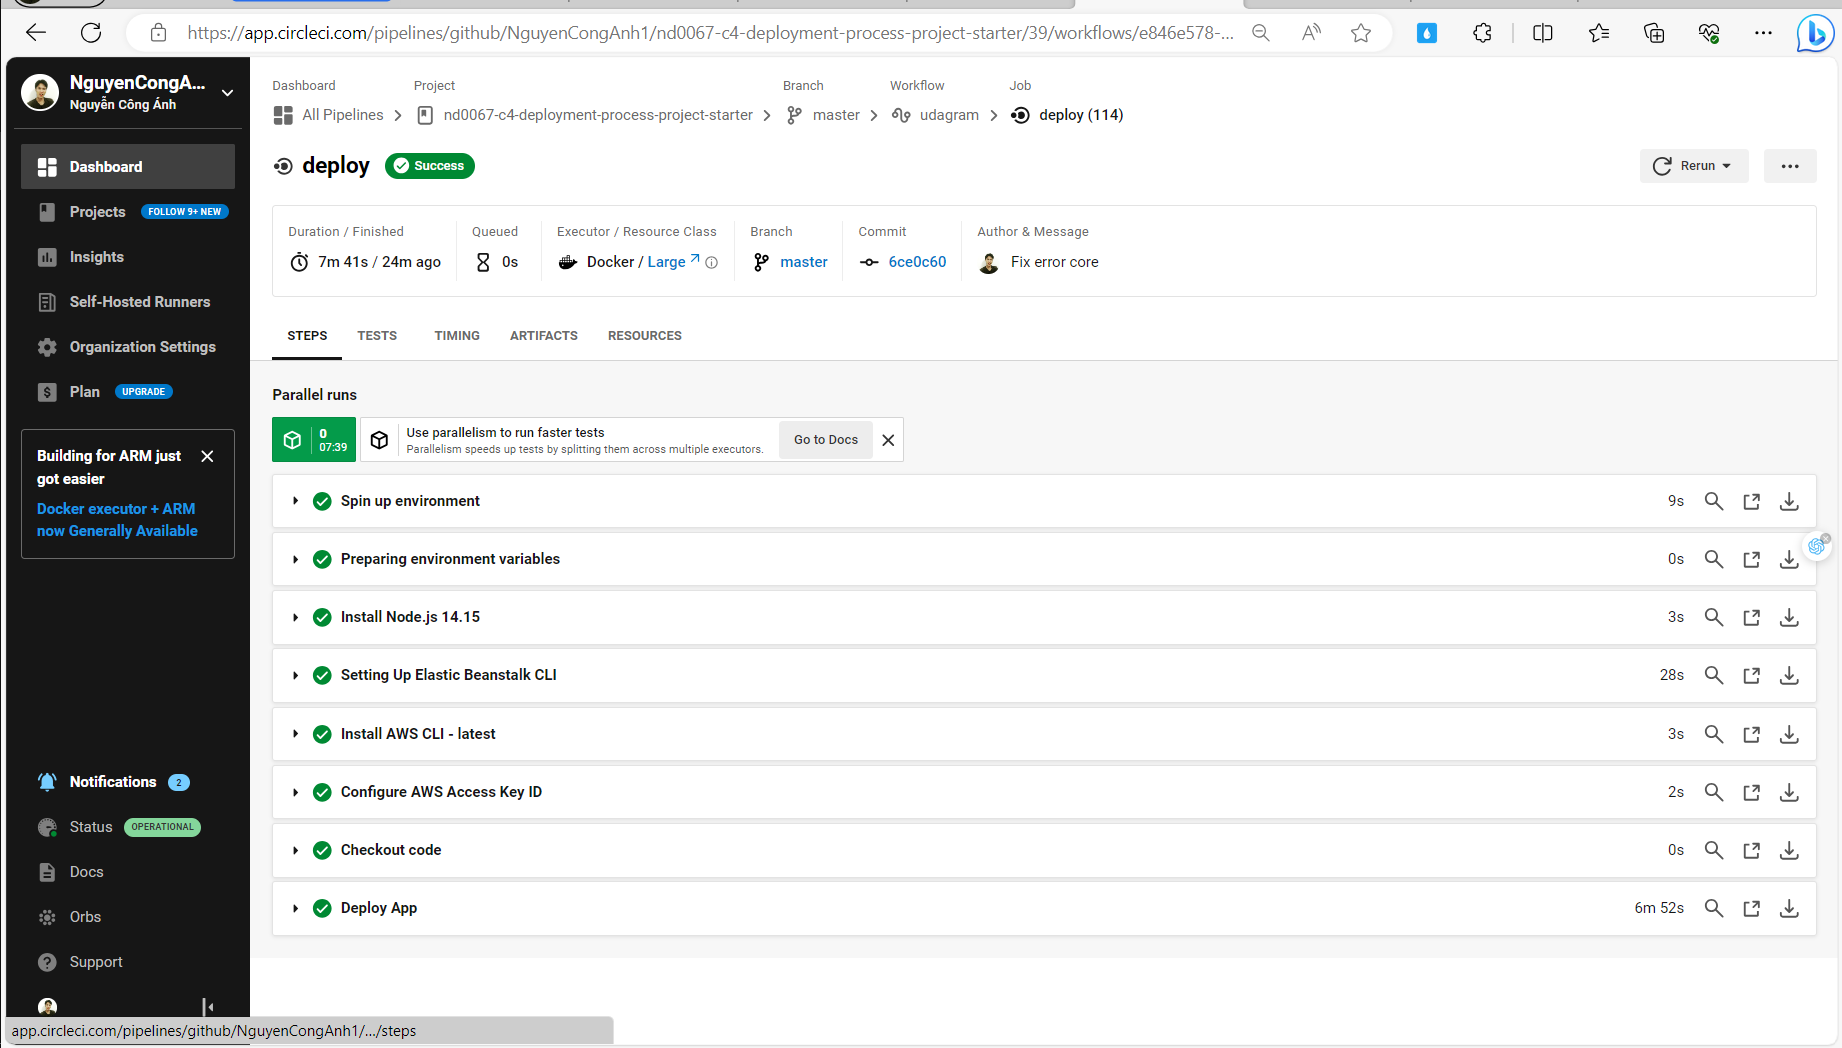 https://app.circleci.com/pipelines/github/NguyenCongAnh1/nd0067-c4-deployment-process-project-starter/39/workflows/e846e578-...
NguyenCongA...
Nguyễn Công Ánh
Dashboard
Projects FOLLOW 9+ NEW
Insights
Self-Hosted Runners
Organization Settings
Plan UPGRADE
Building for ARM just
got easier
Docker executor + ARM
now Generally Available
Notifications 2
Status OPERATIONAL
Docs
Orbs
Support
app.circleci.com/pipelines/github/NguyenCongAnh1/.../steps
Dashboard Project Branch Workflow Job
All Pipelines nd0067-c4-deployment-process-project-starter master udagram deploy (114)
deploy Success Rerun
Duration / Finished Queued Executor / Resource Class Branch Commit Author & Message
7m 41s / 24m ago 0s Docker / Large master 6ce0c60 Fix error core
STEPS TESTS TIMING ARTIFACTS RESOURCES
Parallel runs
0
07:39
Use parallelism to run faster tests
Parallelism speeds up tests by splitting them across multiple executors.
Go to Docs
Spin up environment 9s
Preparing environment variables 0s
Install Node.js 14.15 3s
Setting Up Elastic Beanstalk CLI 28s
Install AWS CLI - latest 3s
Configure AWS Access Key ID 2s
Checkout code 0s
Deploy App 6m 52s